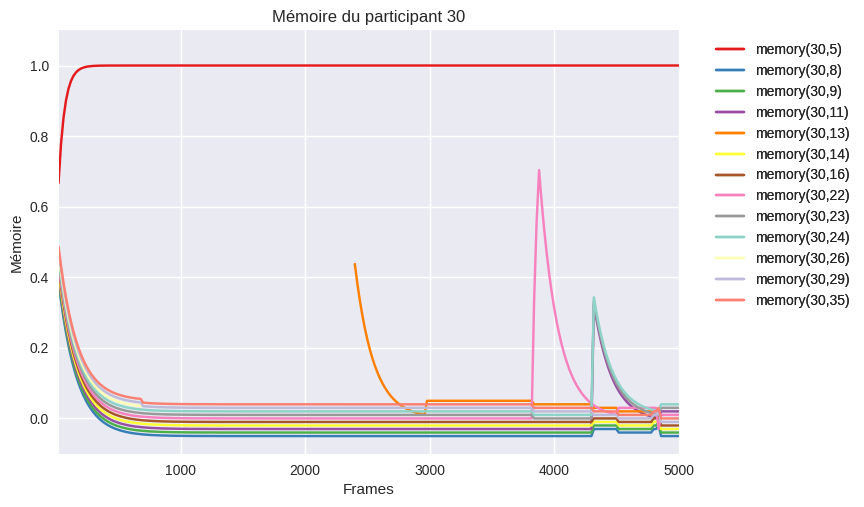 Mémoire du participant 30
Mémoire
1.0
0.8
0.6
0.4
0.2
0.0
1000
2000
3000
4000
5000
Frames
memory(30,5)
memory(30,8)
memory(30,9)
memory(30,11)
memory(30,13)
memory(30,14)
memory(30,16)
memory(30,22)
memory(30,23)
memory(30,24)
memory(30,26)
memory(30,29)
memory(30,35)